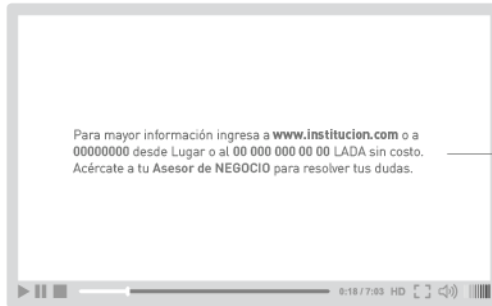 Para mayor información ingresa a www.institucion.com o a
00000000 desde Lugar o al 00 000 000 00 00 LADA sin costo.
Acércate a tu Asesor de NEGOCIO para resolver tus dudas.
0:18 / 7:03 HD